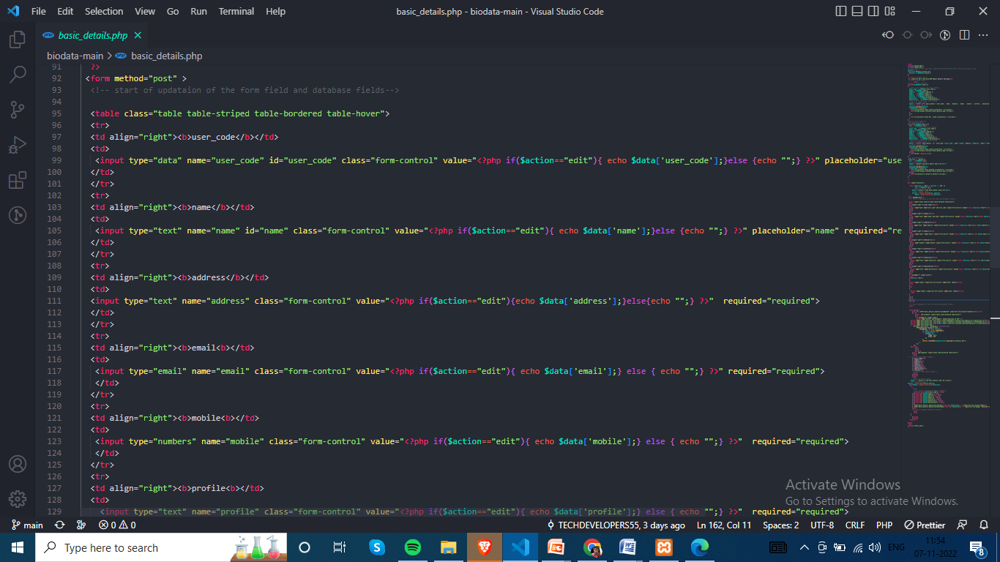 File Edit Selection View Go Run Terminal Help basic_details.php - biodata-main - Visual Studio Code
php basic_details.php
biodata-main > php basic_details.php
91 ?>
92 <form method="post" >
93 <!-- start of updataion of the form field and database fields-->
94
95 <table class="table table-striped table-bordered table-hover">
96 <tr>
97 <td align="right"><b>user_code</b></td>
98 <td>
99 <input type="data" name="user_code" id="user_code" class="form-control" value="<?php if($action=="edit"){ echo $data['user_code'];}else {echo "";} ?>" placeholder="use
100 </td>
101 </tr>
102 <tr>
103 <td align="right"><b>name</b></td>
104 <td>
105 <input type="text" name="name" id="name" class="form-control" value="<?php if($action=="edit"){ echo $data['name'];}else {echo "";} ?>" placeholder="name" required="re
106 </td>
107 </tr>
108 <tr>
109 <td align="right"><b>address</b></td>
110 <td>
111 <input type="text" name="address" class="form-control" value="<?php if($action=="edit"){echo $data['address'];}else{echo "";} ?>"  required="required">
112 </td>
113 </tr>
114 <tr>
115 <td align="right"><b>email<b></td>
116 <td>
117 <input type="email" name="email" class="form-control" value="<?php if($action=="edit"){ echo $data['email'];} else { echo "";} ?>" required="required">
118 </td>
119 </tr>
120 <tr>
121 <td align="right"><b>mobile<b></td>
122 <td>
123 <input type="numbers" name="mobile" class="form-control" value="<?php if($action=="edit"){ echo $data['mobile'];} else { echo "";} ?>"  required="required">
124 </td>
125 </tr>
126 <tr>
127 <td align="right"><b>profile<b></td>
128 <td>
129 <input type="text" name="profile" class="form-control" value="<?php if($action=="edit"){ echo $data['profile'];} else { echo "";} ?>"  required="required">
Activate Windows
Go to Settings to activate Windows.
main 0 0 TECHDEVELOPERS55, 3 days ago Ln 162, Col 11 Spaces: 2 UTF-8 CRLF PHP Prettier
Type here to search
ENG
11:54
07-11-2022
8